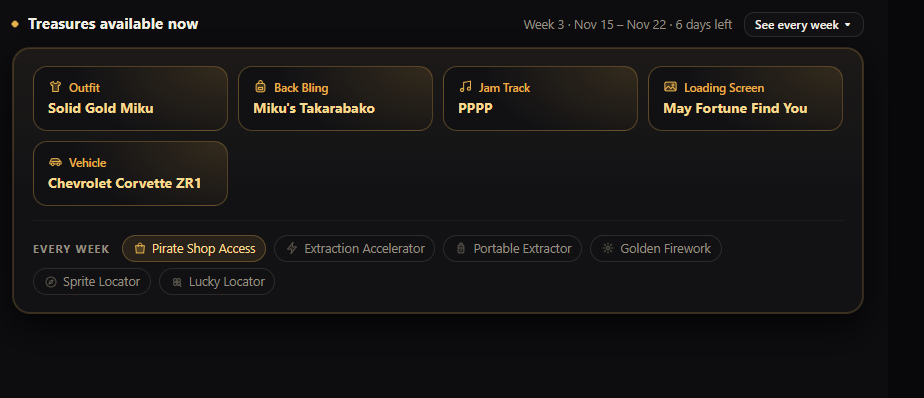 Treasures available now
Week 3 · Nov 15 – Nov 22 · 6 days left
See every week
Outfit
Solid Gold Miku
Back Bling
Miku's Takarabako
Jam Track
PPPP
Loading Screen
May Fortune Find You
Vehicle
Chevrolet Corvette ZR1
EVERY WEEK
Pirate Shop Access
Extraction Accelerator
Portable Extractor
Golden Firework
Sprite Locator
Lucky Locator